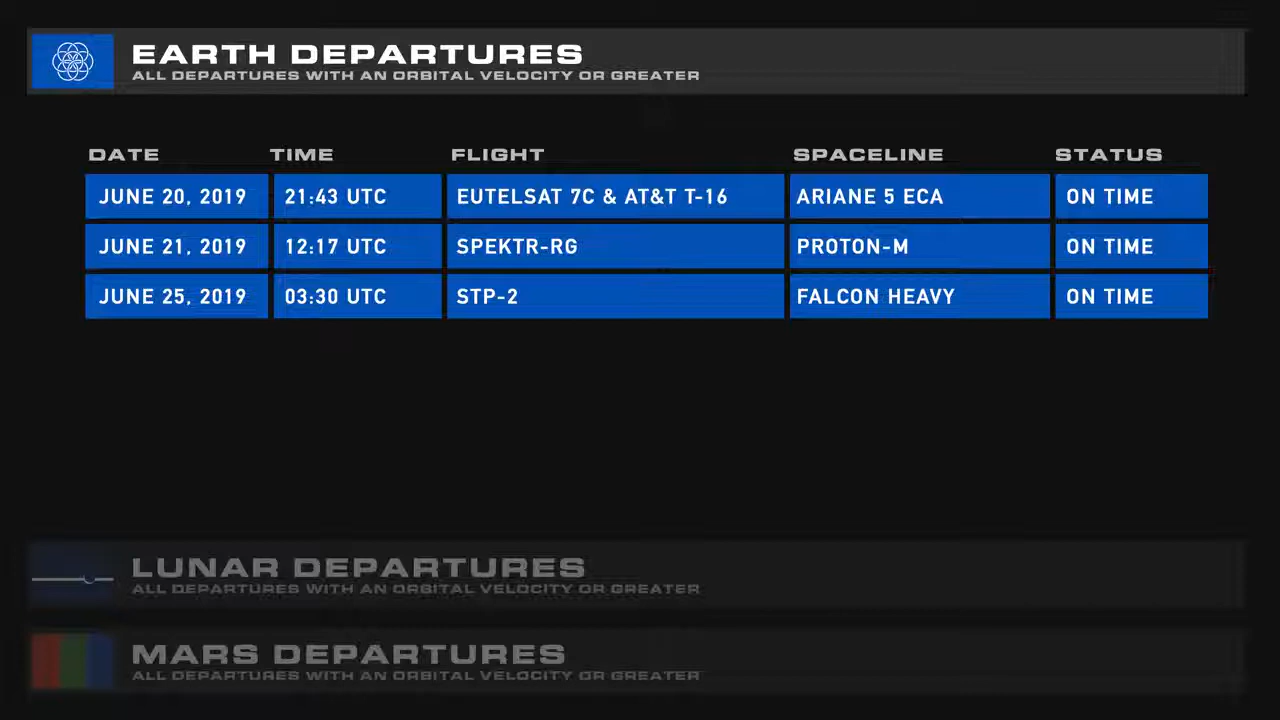 EARTH DEPARTURES
ALL DEPARTURES WITH AN ORBITAL VELOCITY OR GREATER
DATE TIME FLIGHT SPACELINE STATUS
JUNE 20, 2019 21:43 UTC EUTELSAT 7C & AT&T T-16 ARIANE 5 ECA ON TIME
JUNE 21, 2019 12:17 UTC SPEKTR-RG PROTON-M ON TIME
JUNE 25, 2019 03:30 UTC STP-2 FALCON HEAVY ON TIME
LUNAR DEPARTURES
ALL DEPARTURES WITH AN ORBITAL VELOCITY OR GREATER
MARS DEPARTURES
ALL DEPARTURES WITH AN ORBITAL VELOCITY OR GREATER